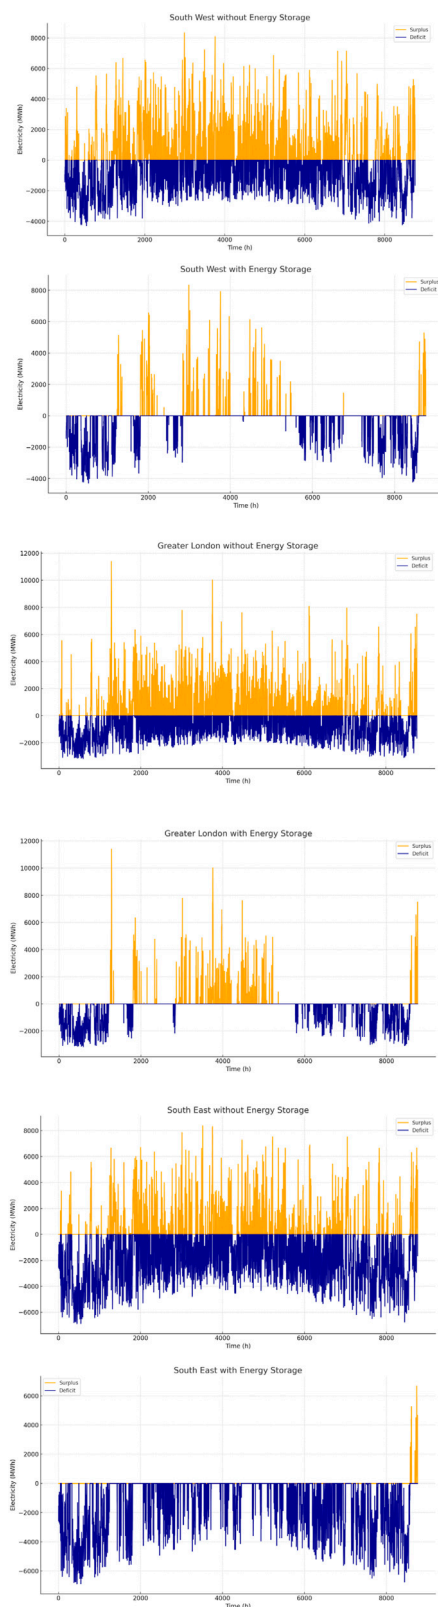 South West without Energy Storage
Surplus
Deficit
8000
6000
4000
2000
0
−2000
−4000
Electricity (MWh)
0 2000 4000 6000 8000
Time (h)
South West with Energy Storage
Surplus
Deficit
8000
6000
4000
2000
0
−2000
−4000
Electricity (MWh)
0 2000 4000 6000 8000
Time (h)
Greater London without Energy Storage
Surplus
Deficit
12000
10000
8000
6000
4000
2000
0
−2000
Electricity (MWh)
0 2000 4000 6000 8000
Time (h)
Greater London with Energy Storage
Surplus
Deficit
12000
10000
8000
6000
4000
2000
0
−2000
Electricity (MWh)
0 2000 4000 6000 8000
Time (h)
South East without Energy Storage
Surplus
Deficit
8000
6000
4000
2000
0
−2000
−4000
−6000
Electricity (MWh)
0 2000 4000 6000 8000
Time (h)
South East with Energy Storage
Surplus
Deficit
6000
4000
2000
0
−2000
−4000
−6000
Electricity (MWh)
0 2000 4000 6000 8000
Time (h)